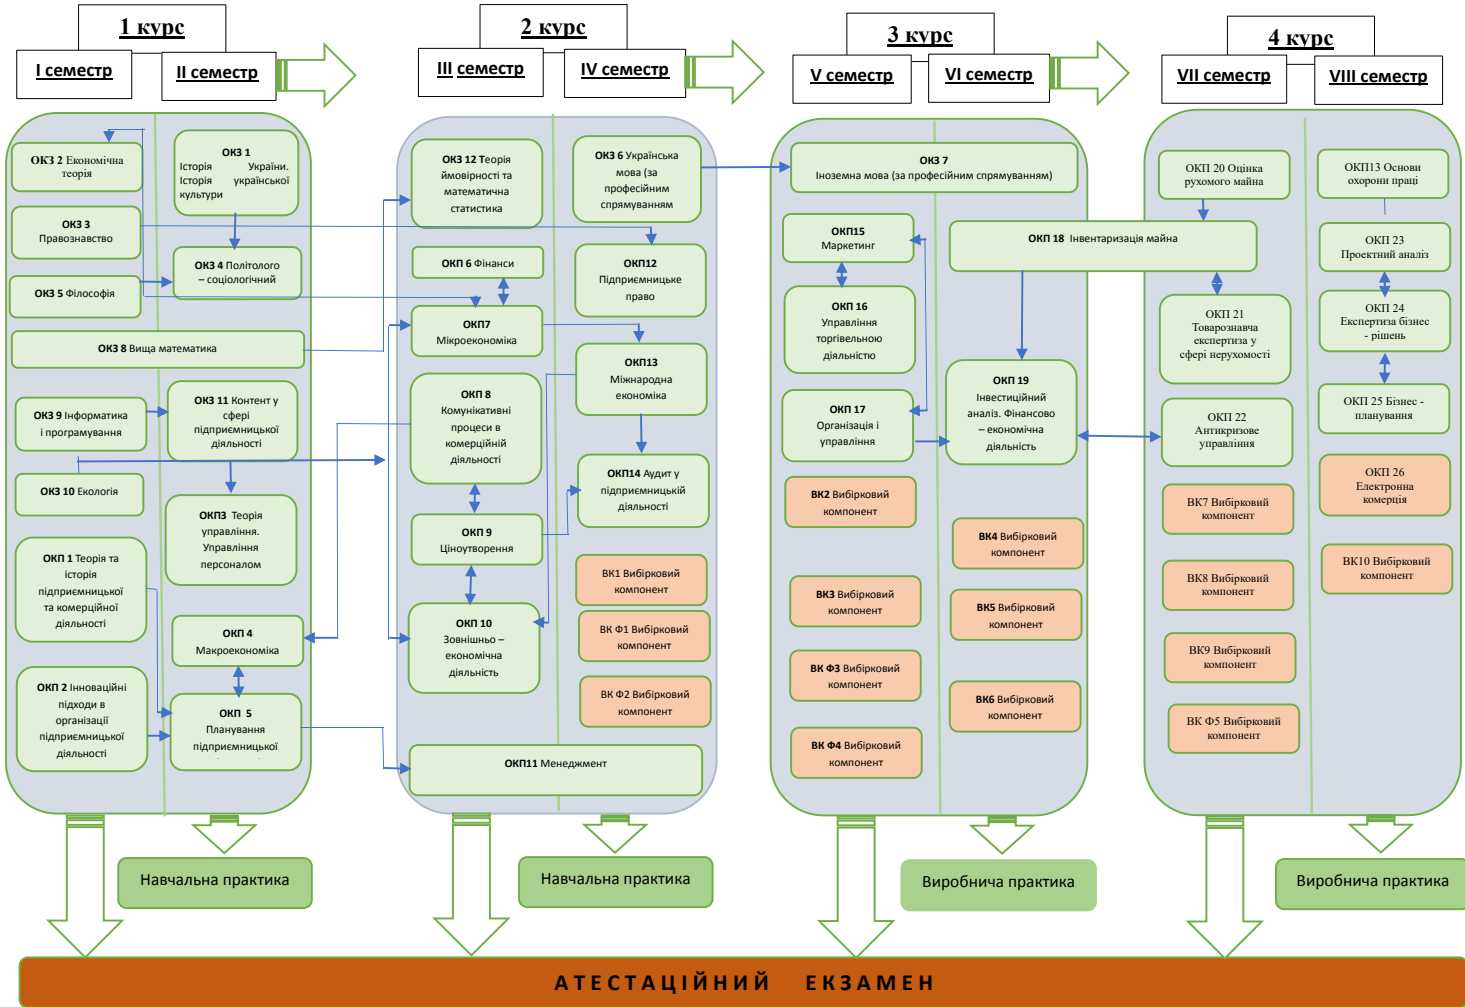 1 курс
І семестр
ІІ семестр
2 курс
ІІІ семестр
IV семестр
3 курс
V семестр
VI семестр
4 курс
VII семестр
VIII семестр
ОКЗ 2 Економічна
теорія
ОКЗ 3
Правознавство
ОКЗ 5 Філософія
ОКЗ 8 Вища математика
ОКЗ 9 Інформатика
і програмування
ОКЗ 10 Екологія
ОКП 1 Теорія та
історія
підприємницької
та комерційної
діяльності
ОКП 2 Інноваційні
підходи в
організації
підприємницької
діяльності
ОКЗ 1
Історія України.
Історія української
культури
ОКЗ 4 Політолого
– соціологічний
ОКЗ 11 Контент у
сфері
підприємницької
діяльності
ОКП3 Теорія
управління.
Управління
персоналом
ОКП 4
Макроекономіка
ОКП 5
Планування
підприємницької
ОКЗ 12 Теорія
ймовірності та
математична
статистика
ОКП 6 Фінанси
ОКП7
Мікроекономіка
ОКП 8
Комунікативні
процеси в
комерційній
діяльності
ОКП 9
Ціноутворення
ОКП 10
Зовнішньо –
економічна
діяльність
ОКП11 Менеджмент
ОКЗ 6 Українська
мова (за
професійним
спрямуванням
ОКП12
Підприємницьке
право
ОКП13
Міжнародна
економіка
ОКП14 Аудит у
підприємницькій
діяльності
ВК1 Вибірковий
компонент
ВК Ф1 Вибірковий
компонент
ВК Ф2 Вибірковий
компонент
ОКЗ 7
Іноземна мова (за професійним спрямуванням)
ОКП15
Маркетинг
ОКП 16
Управління
торгівельною
діяльністю
ОКП 17
Організація і
управління
ВК2 Вибірковий
компонент
ВК3 Вибірковий
компонент
ВК Ф3 Вибірковий
компонент
ВК Ф4 Вибірковий
компонент
ОКП 18 Інвентаризація майна
ОКП 19
Інвестиційний
аналіз. Фінансово
– економічна
діяльність
ВК4 Вибірковий
компонент
ВК5 Вибірковий
компонент
ВК6 Вибірковий
компонент
ОКП 20 Оцінка
рухомого майна
ОКП 21
Товарознавча
експертиза у
сфері нерухомості
ОКП 22
Антикризове
управління
ВК7 Вибірковий
компонент
ВК8 Вибірковий
компонент
ВК9 Вибірковий
компонент
ВК Ф5 Вибірковий
компонент
ОКП13 Основи
охорони праці
ОКП 23
Проектний аналіз
ОКП 24
Експертиза бізнес
- рішень
ОКП 25 Бізнес -
планування
ОКП 26
Електронна
комерція
ВК10 Вибірковий
компонент
Навчальна практика
Навчальна практика
Виробнича практика
Виробнича практика
АТЕСТАЦІЙНИЙ ЕКЗАМЕН